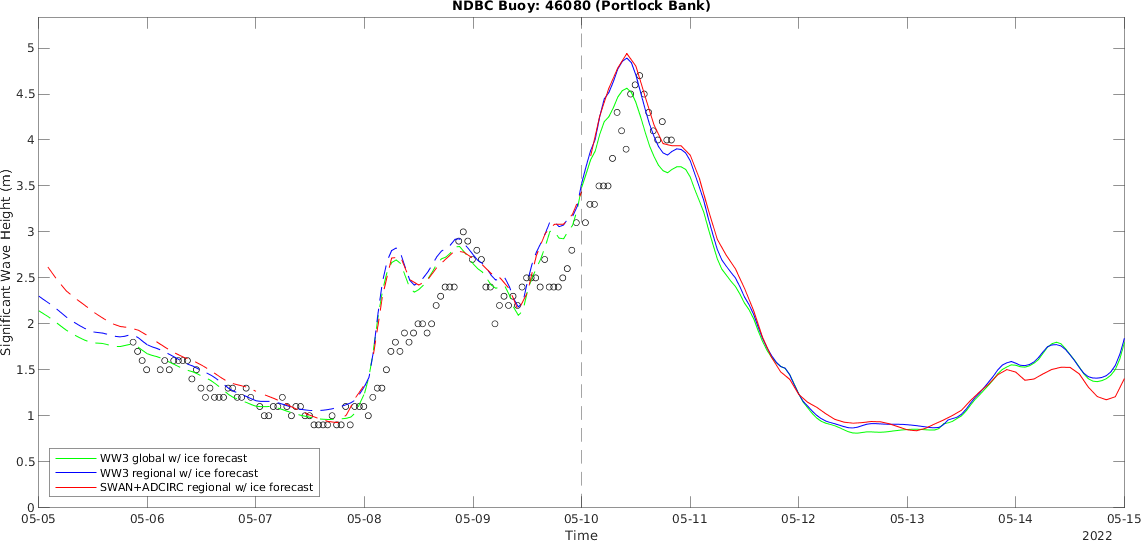 NDBC Buoy: 46080 (Portlock Bank)
Significant Wave Height (m)
5
4.5
4
3.5
3
2.5
2
1.5
1
0.5
0
WW3 global w/ ice forecast
WW3 regional w/ ice forecast
SWAN+ADCIRC regional w/ ice forecast
05-05 05-06 05-07 05-08 05-09 05-10 05-11 05-12 05-13 05-14 05-15
Time
2022